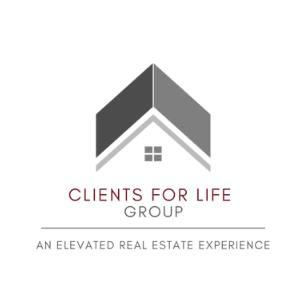 CLIENTS FOR LIFE
GROUP
AN ELEVATED REAL ESTATE EXPERIENCE